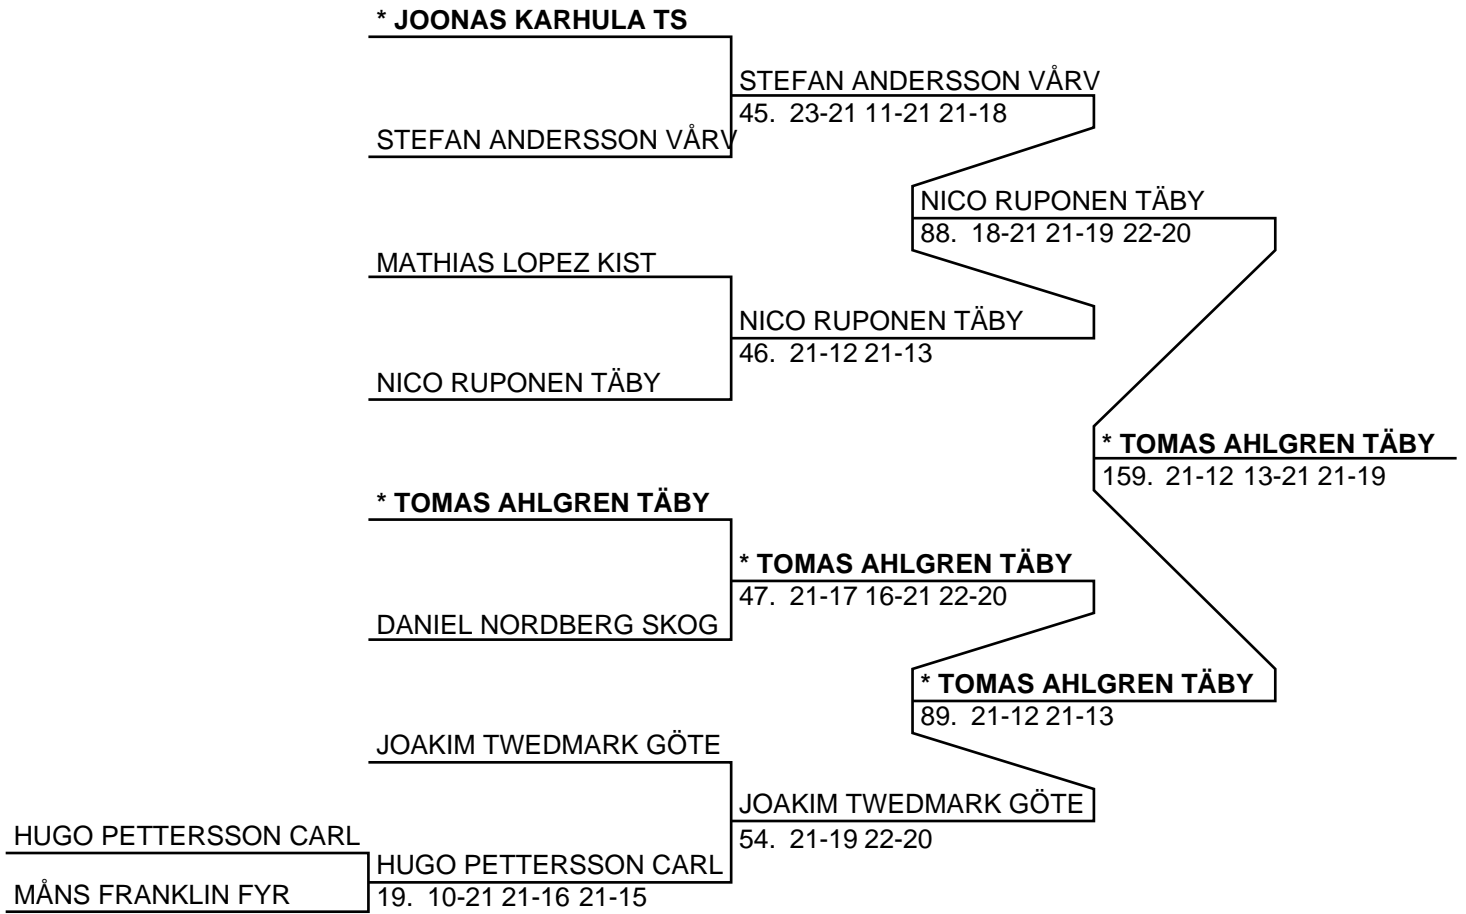 * JOONAS KARHULA TS
STEFAN ANDERSSON VÅRV
45. 23-21 11-21 21-18
STEFAN ANDERSSON VÅRV
NICO RUPONEN TÄBY
88. 18-21 21-19 22-20
MATHIAS LOPEZ KIST
NICO RUPONEN TÄBY
46. 21-12 21-13
NICO RUPONEN TÄBY
* TOMAS AHLGREN TÄBY
159. 21-12 13-21 21-19
* TOMAS AHLGREN TÄBY
* TOMAS AHLGREN TÄBY
47. 21-17 16-21 22-20
DANIEL NORDBERG SKOG
* TOMAS AHLGREN TÄBY
89. 21-12 21-13
JOAKIM TWEDMARK GÖTE
JOAKIM TWEDMARK GÖTE
54. 21-19 22-20
HUGO PETTERSSON CARL
HUGO PETTERSSON CARL
19. 10-21 21-16 21-15
MÅNS FRANKLIN FYR